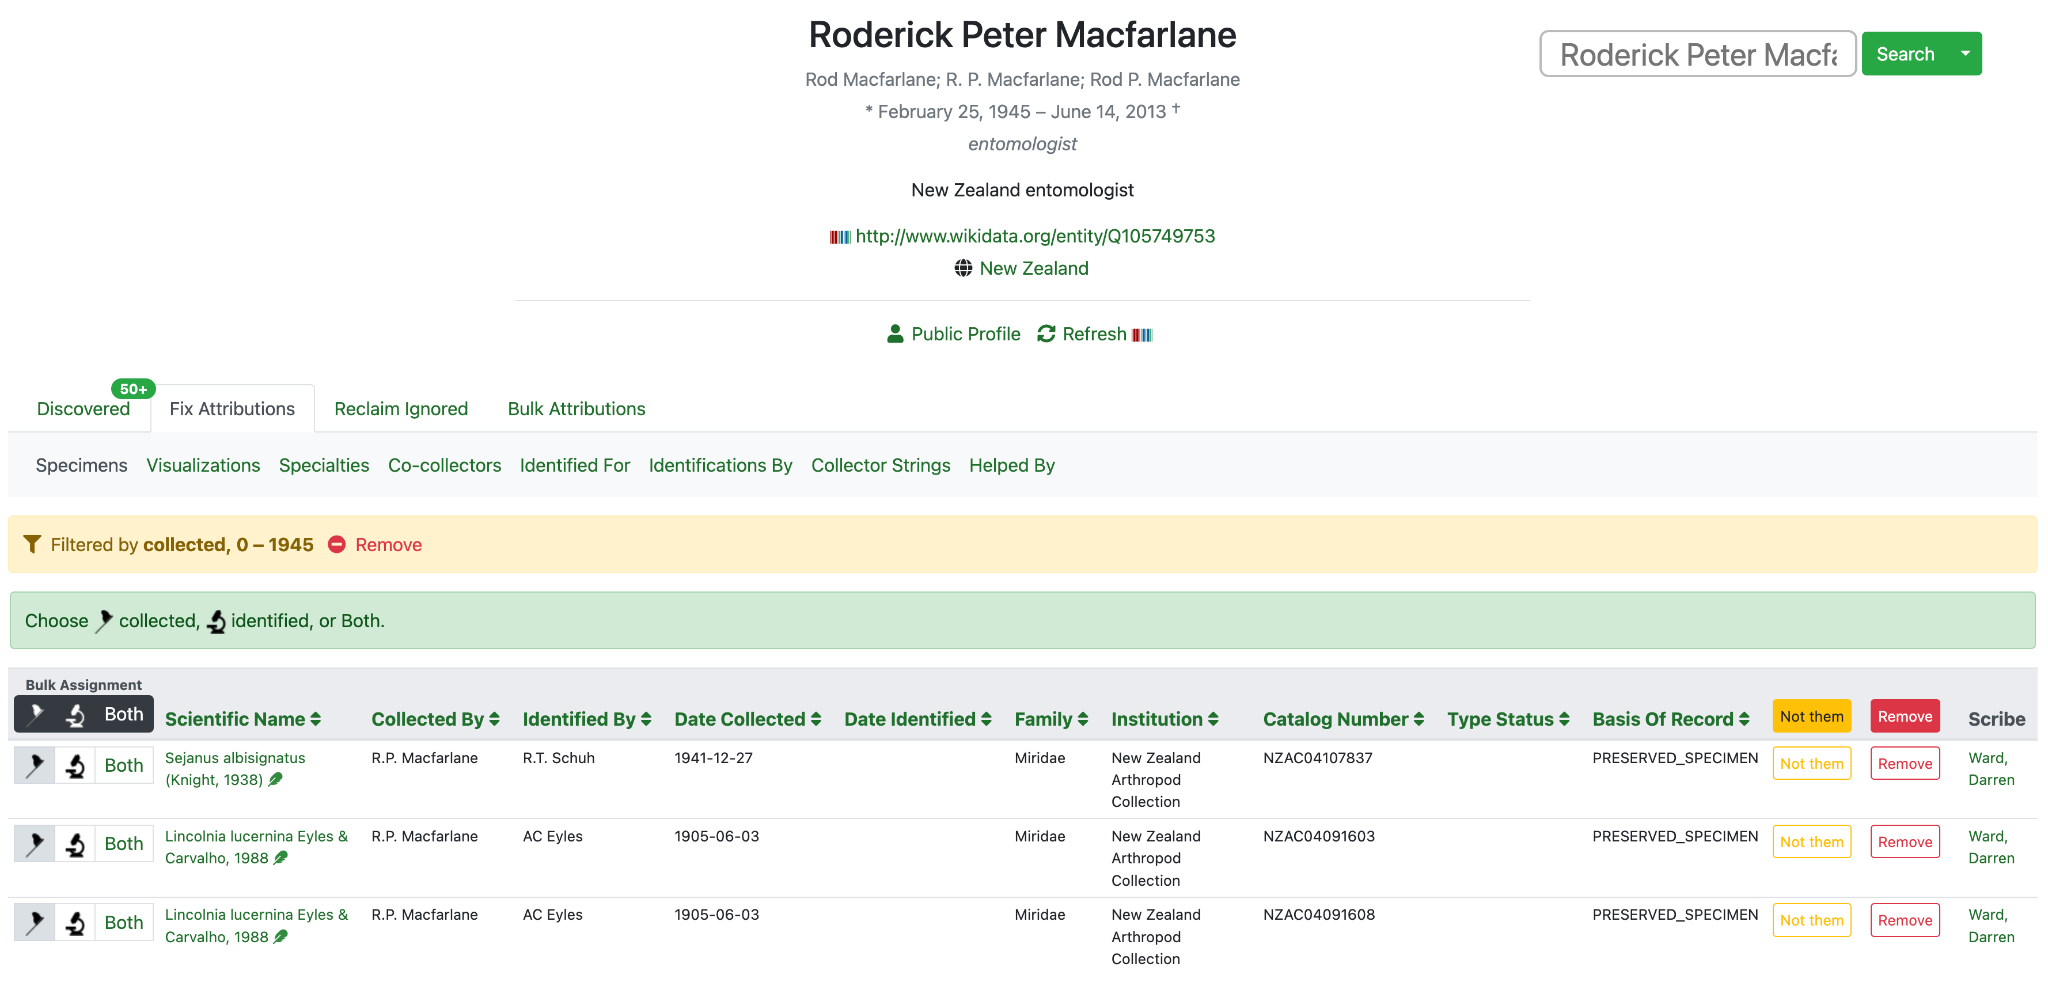 Roderick Peter Macfarlane
Roderick Peter Macfa
Search
Rod Macfarlane; R. P. Macfarlane; Rod P. Macfarlane
* February 25, 1945 – June 14, 2013 †
entomologist
New Zealand entomologist
http://www.wikidata.org/entity/Q105749753
New Zealand
Public Profile Refresh
50+
Discovered Fix Attributions Reclaim Ignored Bulk Attributions
Specimens Visualizations Specialties Co-collectors Identified For Identifications By Collector Strings Helped By
Filtered by collected, 0 – 1945 Remove
Choose collected, identified, or Both.
Bulk Assignment
Both Scientific Name Collected By Identified By Date Collected Date Identified Family Institution Catalog Number Type Status Basis Of Record Not them Remove Scribe
Both Sejanus albisignatus R.P. Macfarlane R.T. Schuh 1941-12-27 Miridae New Zealand NZAC04107837 PRESERVED_SPECIMEN Not them Remove Ward,
(Knight, 1938) Arthropod Darren
Collection
Both Lincolnia lucernina Eyles & R.P. Macfarlane AC Eyles 1905-06-03 Miridae New Zealand NZAC04091603 PRESERVED_SPECIMEN Not them Remove Ward,
Carvalho, 1988 Arthropod Darren
Collection
Both Lincolnia lucernina Eyles & R.P. Macfarlane AC Eyles 1905-06-03 Miridae New Zealand NZAC04091608 PRESERVED_SPECIMEN Not them Remove Ward,
Carvalho, 1988 Arthropod Darren
Collection